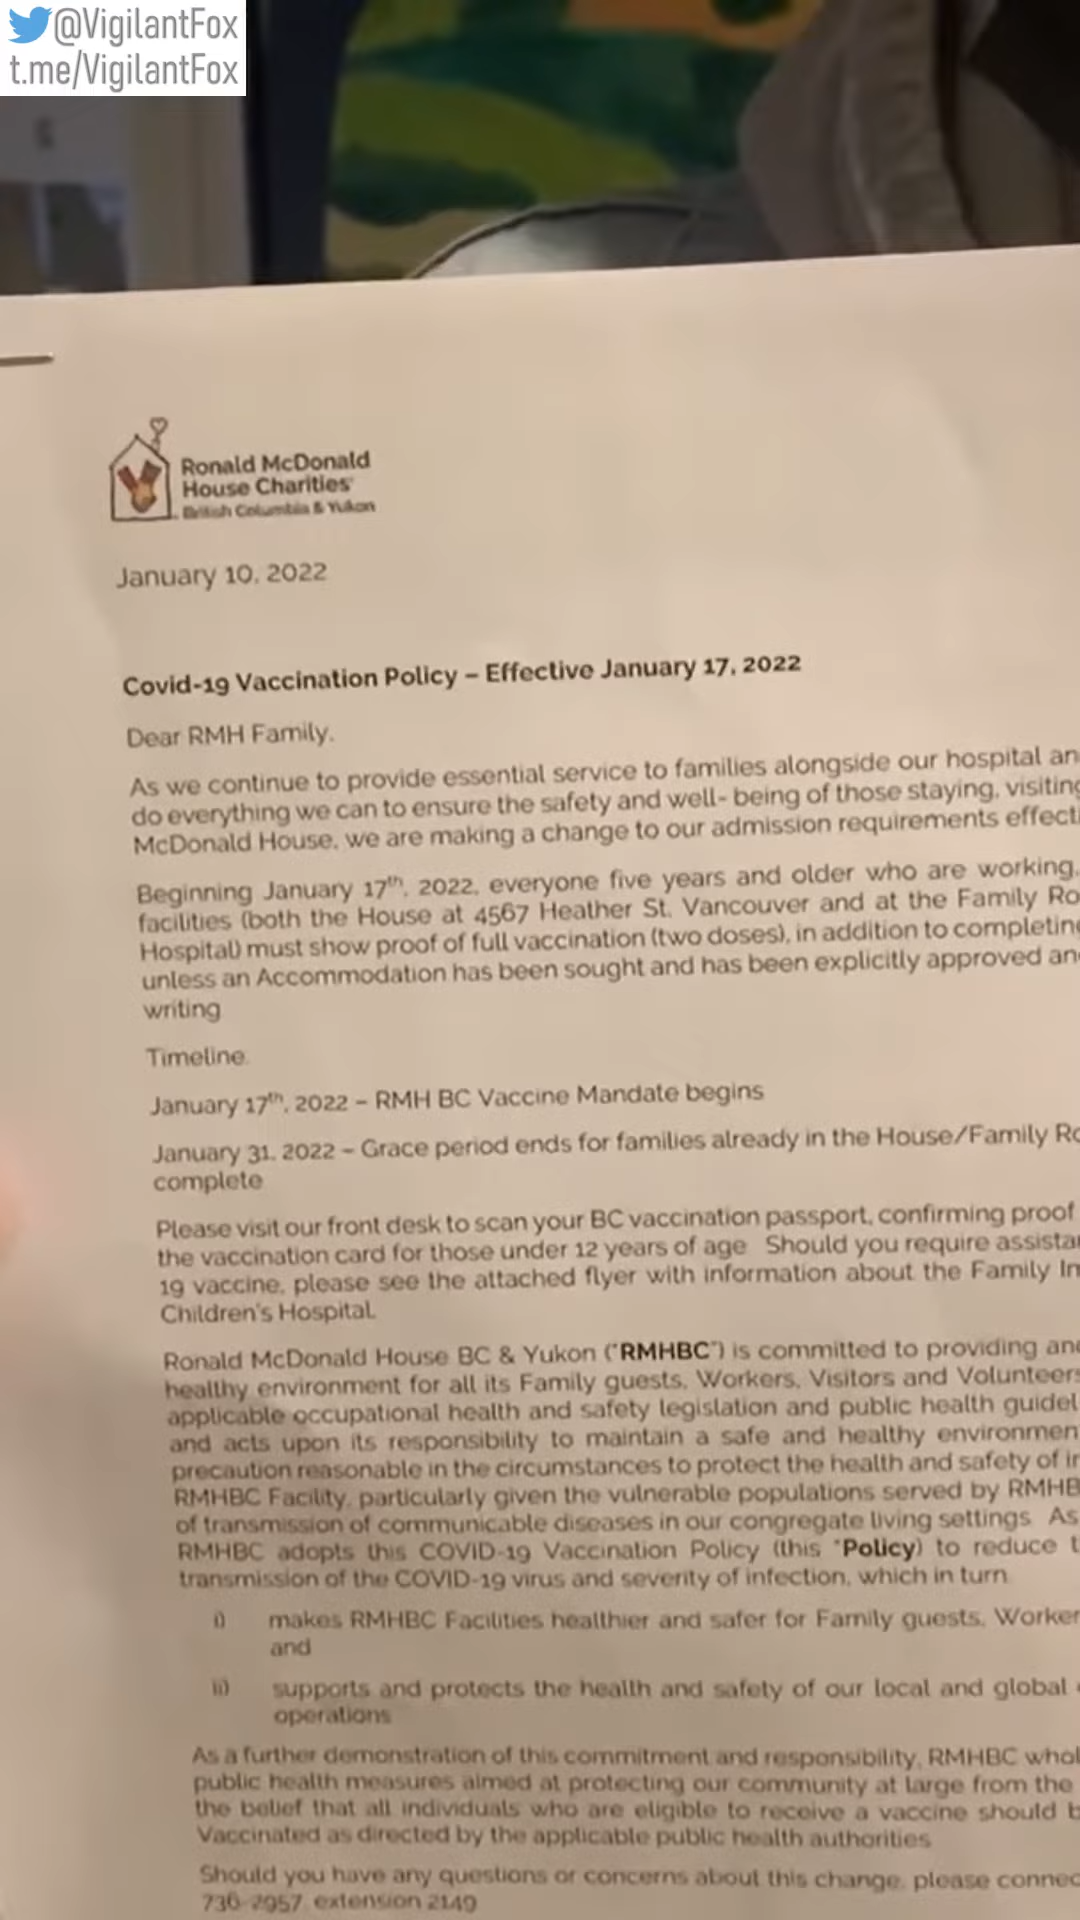 @VigilantFox
t.me/VigilantFox
Ronald McDonald
House Charities
British Columbia & Yukon
January 10, 2022
Covid-19 Vaccination Policy – Effective January 17, 2022
Dear RMH Family,
As we continue to provide essential service to families alongside our hospital an
do everything we can to ensure the safety and well- being of those staying, visiting
McDonald House, we are making a change to our admission requirements effecti
Beginning January 17th, 2022, everyone five years and older who are working,
facilities (both the House at 4567 Heather St, Vancouver and at the Family Ro
Hospital) must show proof of full vaccination (two doses), in addition to completin
unless an Accommodation has been sought and has been explicitly approved an
writing
Timeline
January 17th, 2022 – RMH BC Vaccine Mandate begins
January 31, 2022 – Grace period ends for families already in the House/Family Ro
complete
Please visit our front desk to scan your BC vaccination passport, confirming proof
the vaccination card for those under 12 years of age Should you require assista
19 vaccine, please see the attached flyer with information about the Family Im
Children's Hospital.
Ronald McDonald House BC & Yukon ("RMHBC") is committed to providing and
healthy environment for all its Family guests, Workers, Visitors and Volunteers
applicable occupational health and safety legislation and public health guidel
and acts upon its responsibility to maintain a safe and healthy environmen
precaution reasonable in the circumstances to protect the health and safety of in
RMHBC Facility, particularly given the vulnerable populations served by RMHB
of transmission of communicable diseases in our congregate living settings As
RMHBC adopts this COVID-19 Vaccination Policy (this "Policy) to reduce t
transmission of the COVID-19 virus and severity of infection, which in turn
i) makes RMHBC Facilities healthier and safer for Family guests, Worker
and
ii) supports and protects the health and safety of our local and global
operations
As a further demonstration of this commitment and responsibility, RMHBC whol
public health measures aimed at protecting our community at large from the
the belief that all individuals who are eligible to receive a vaccine should b
Vaccinated as directed by the applicable public health authorities
Should you have any questions or concerns about this change, please connec
736-2957 extension 2149